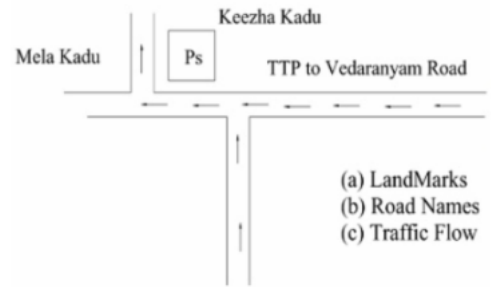 Keezha Kadu
Mela Kadu
Ps
TTP to Vedaranyam Road
(a) LandMarks
(b) Road Names
(c) Traffic Flow